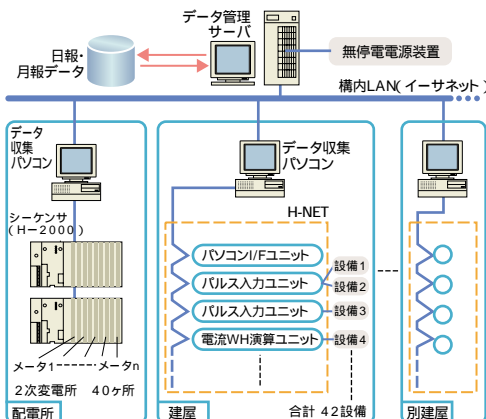 データ管理
サーバ
日報・
月報データ
無停電電源装置
構内LAN(イーサネット)
データ
収集
パソコン
シーケンサ
(H-2000)
メータ1
メータn
2次変電所 40ヶ所
配電所
データ収集
パソコン
H-NET
パソコンI/Fユニット
パルス入力ユニット
設備1
設備2
パルス入力ユニット
設備3
電流WH演算ユニット
設備4
合計 42設備
建屋
別建屋